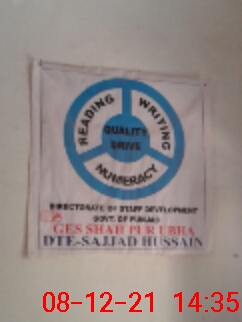 READING
WRITING
NUMERACY
QUALITY
DRIVE
DIRECTORATE OF STAFF DEVELOPMENT
GOVT. OF PUNJAB
GES SHAH PUR UBHA
DTE-SAJJAD HUSSAIN
08-12-21 14:35